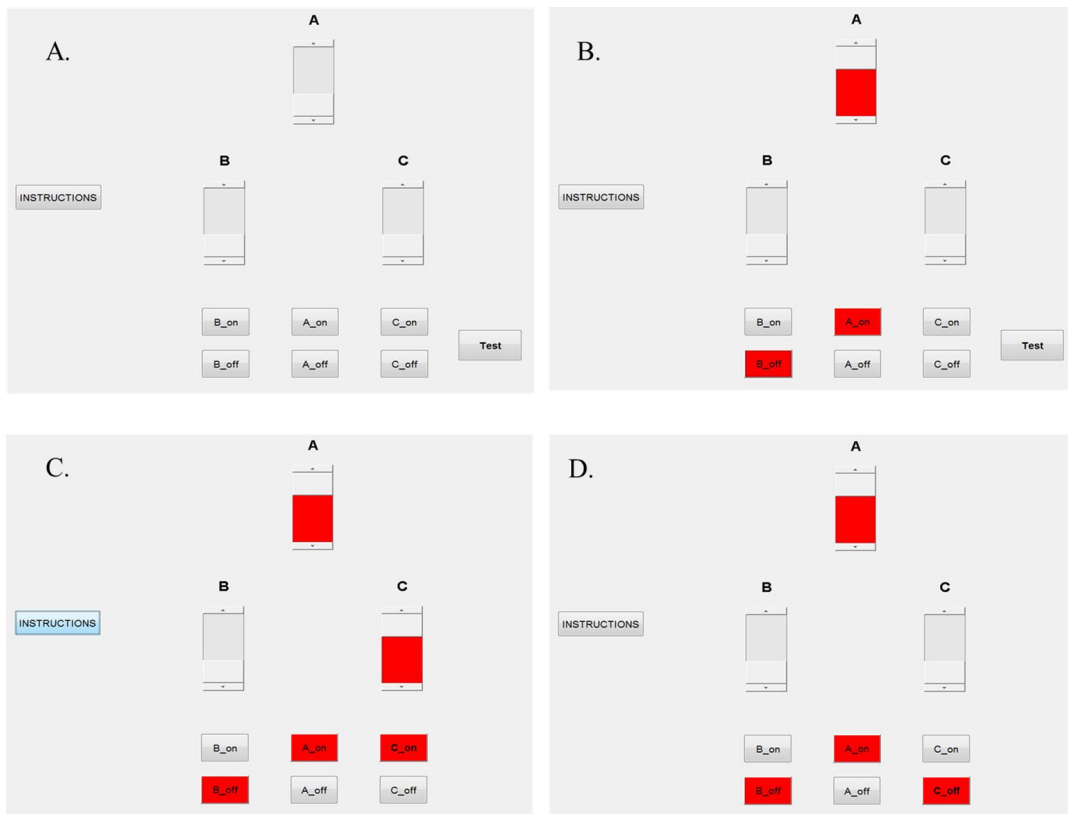 A.
A
B
C
INSTRUCTIONS
B_on A_on C_on
Test
B_off A_off C_off
B.
A
B
C
INSTRUCTIONS
B_on A_on C_on
Test
B_off A_off C_off
C.
A
B
C
INSTRUCTIONS
B_on A_on C_on
B_off A_off C_off
D.
A
B
C
INSTRUCTIONS
B_on A_on C_on
B_off A_off C_off